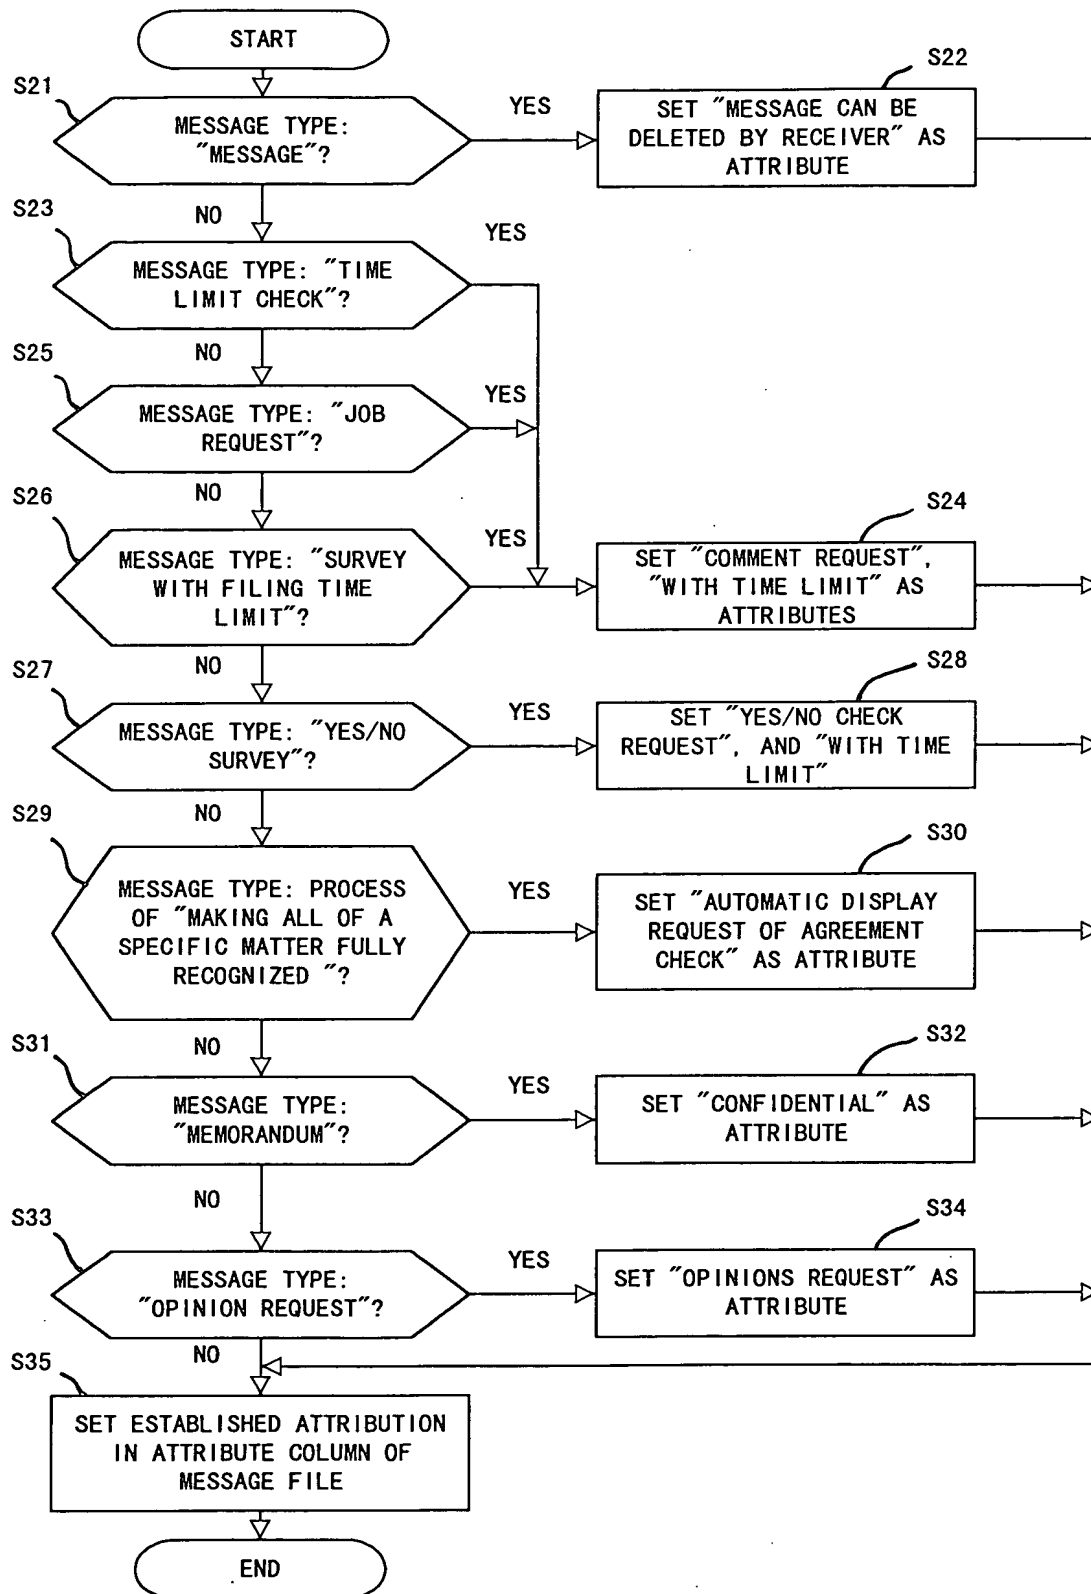 START
S21
MESSAGE TYPE:
"MESSAGE"?
YES
S22
SET "MESSAGE CAN BE
DELETED BY RECEIVER" AS
ATTRIBUTE
NO
S23
MESSAGE TYPE: "TIME
LIMIT CHECK"?
YES
NO
S25
MESSAGE TYPE: "JOB
REQUEST"?
YES
NO
S26
MESSAGE TYPE: "SURVEY
WITH FILING TIME
LIMIT"?
YES
S24
SET "COMMENT REQUEST",
"WITH TIME LIMIT" AS
ATTRIBUTES
NO
S27
MESSAGE TYPE: "YES/NO
SURVEY"?
YES
S28
SET "YES/NO CHECK
REQUEST", AND "WITH TIME
LIMIT"
NO
S29
MESSAGE TYPE: PROCESS
OF "MAKING ALL OF A
SPECIFIC MATTER FULLY
RECOGNIZED "?
YES
S30
SET "AUTOMATIC DISPLAY
REQUEST OF AGREEMENT
CHECK" AS ATTRIBUTE
NO
S31
MESSAGE TYPE:
"MEMORANDUM"?
YES
S32
SET "CONFIDENTIAL" AS
ATTRIBUTE
NO
S33
MESSAGE TYPE:
"OPINION REQUEST"?
YES
S34
SET "OPINIONS REQUEST" AS
ATTRIBUTE
NO
S35
SET ESTABLISHED ATTRIBUTION
IN ATTRIBUTE COLUMN OF
MESSAGE FILE
END